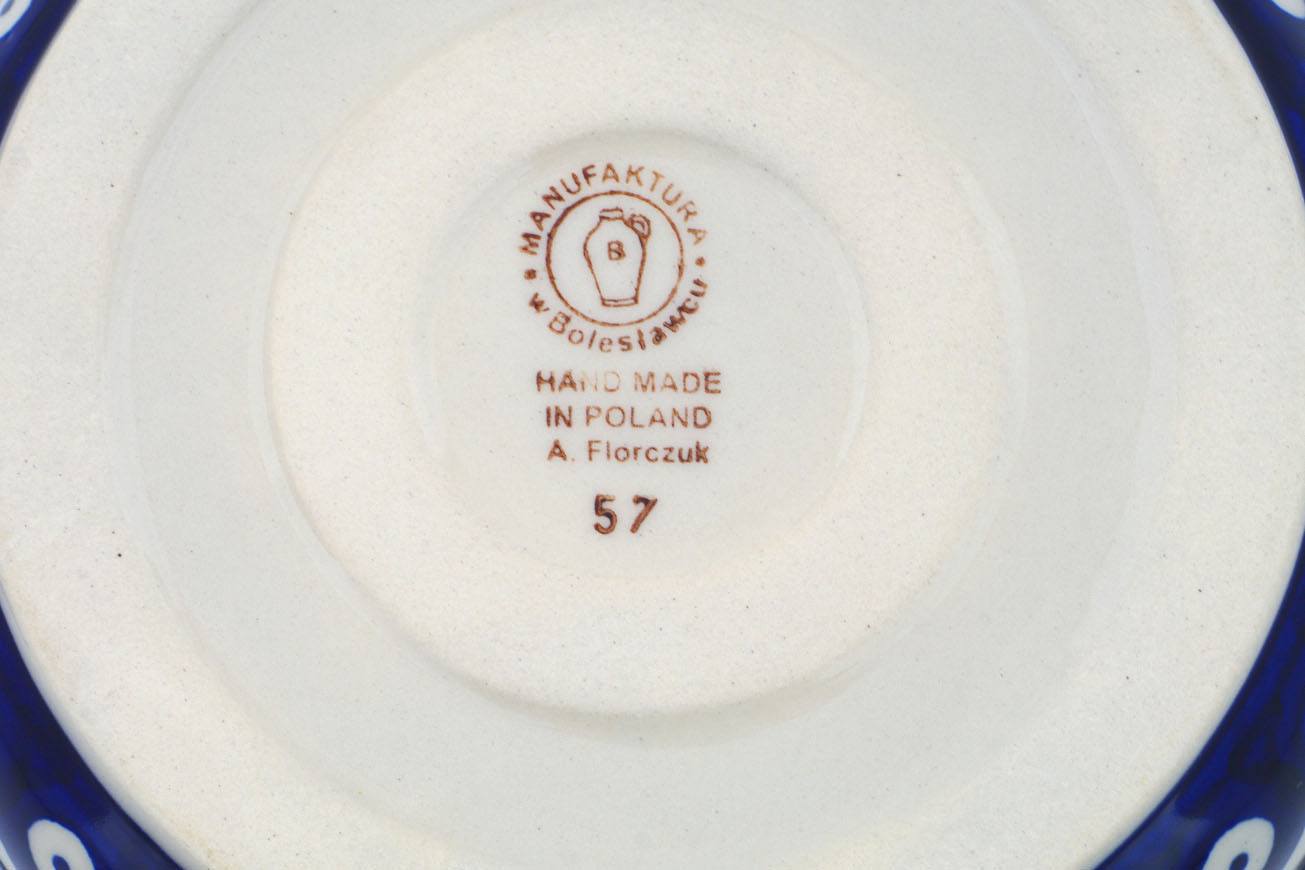 MANUFAKTURA
w Bolesławcu
B
HAND MADE
IN POLAND
A. Florczuk
57